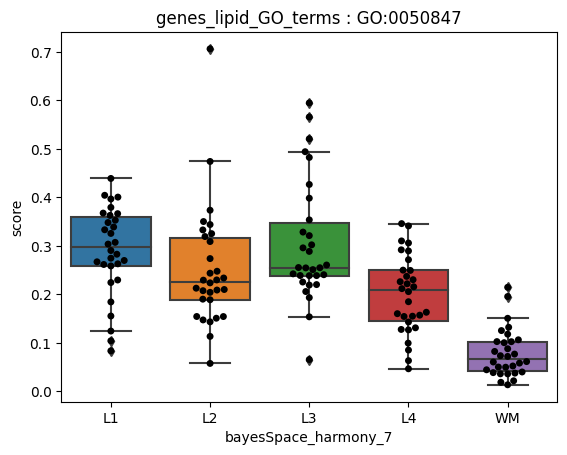 genes_lipid_GO_terms : GO:0050847
0.7
0.6
0.5
0.4
0.3
0.2
0.1
0.0
score
L1 L2 L3 L4 WM
bayesSpace_harmony_7